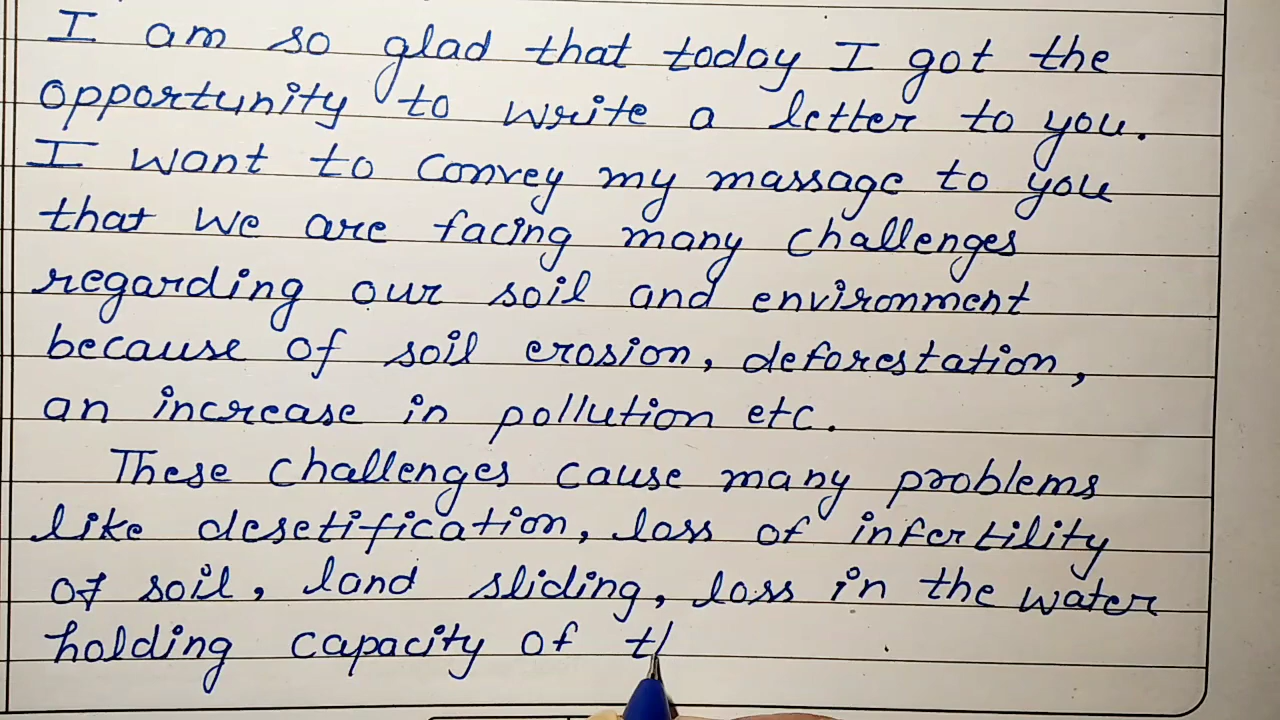 I am so glad that today I got the
opportunity to write a letter to you.
I want to convey my massage to you
that we are facing many challenges
regarding our soil and environment
because of soil erosion, deforestation,
an increase in pollution etc.
These challenges cause many problems
like desetification, loss of infertility
of soil, land sliding, loss in the water
holding capacity of th